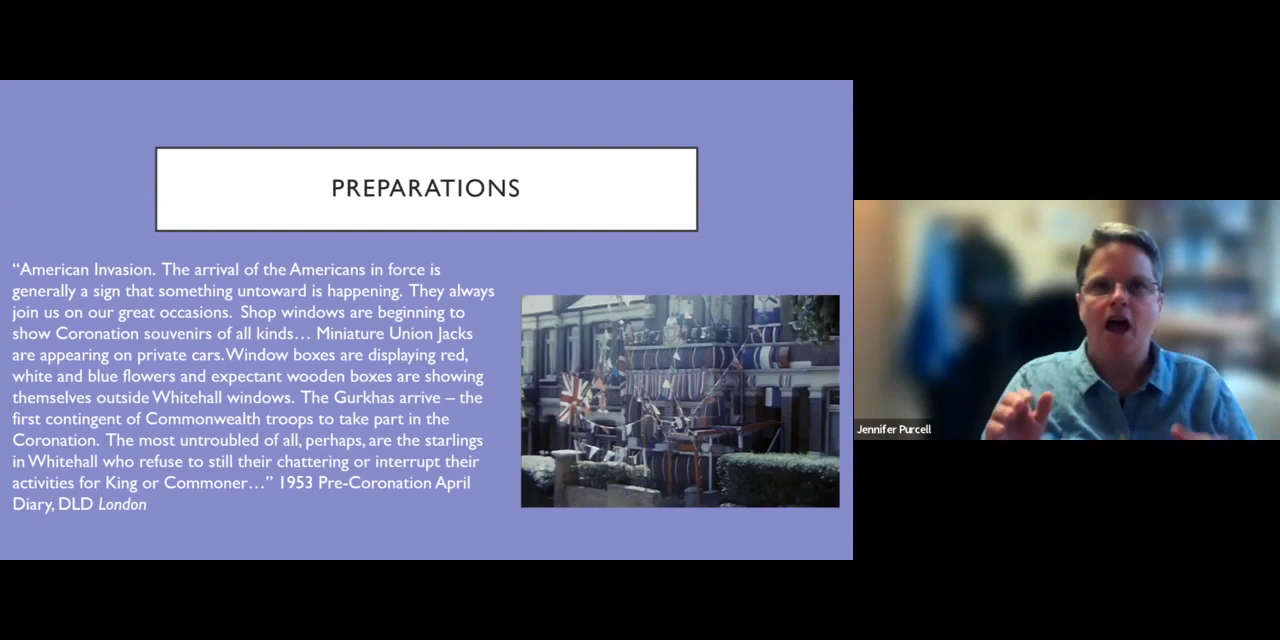 PREPARATIONS
“American Invasion. The arrival of the Americans in force is
generally a sign that something untoward is happening. They always
join us on our great occasions. Shop windows are beginning to
show Coronation souvenirs of all kinds… Miniature Union Jacks
are appearing on private cars. Window boxes are displaying red,
white and blue flowers and expectant wooden boxes are showing
themselves outside Whitehall windows. The Gurkhas arrive – the
first contingent of Commonwealth troops to take part in the
Coronation. The most untroubled of all, perhaps, are the starlings
in Whitehall who refuse to still their chattering or interrupt their
activities for King or Commoner…” 1953 Pre-Coronation April
Diary, DLD London
Jennifer Purcell